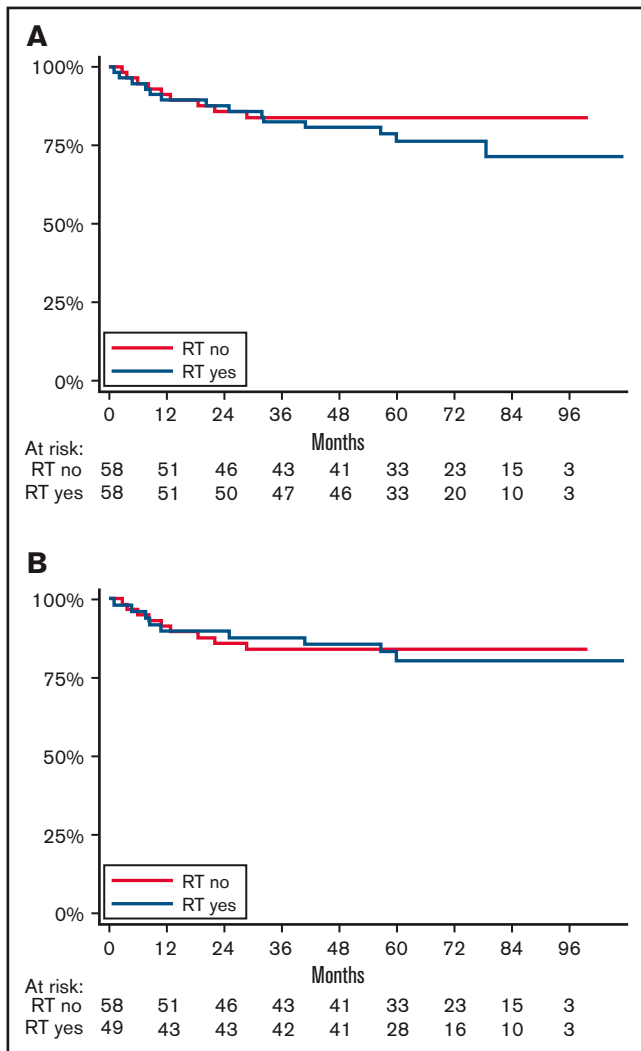 A
100%
75%
50%
25%
0%
RT no
RT yes
0 12 24 36 48 60 72 84 96
Months
At risk:
RT no 58 51 46 43 41 33 23 15 3
RT yes 58 51 50 47 46 33 20 10 3
B
100%
75%
50%
25%
0%
RT no
RT yes
0 12 24 36 48 60 72 84 96
Months
At risk:
RT no 58 51 46 43 41 33 23 15 3
RT yes 49 43 43 42 41 28 16 10 3